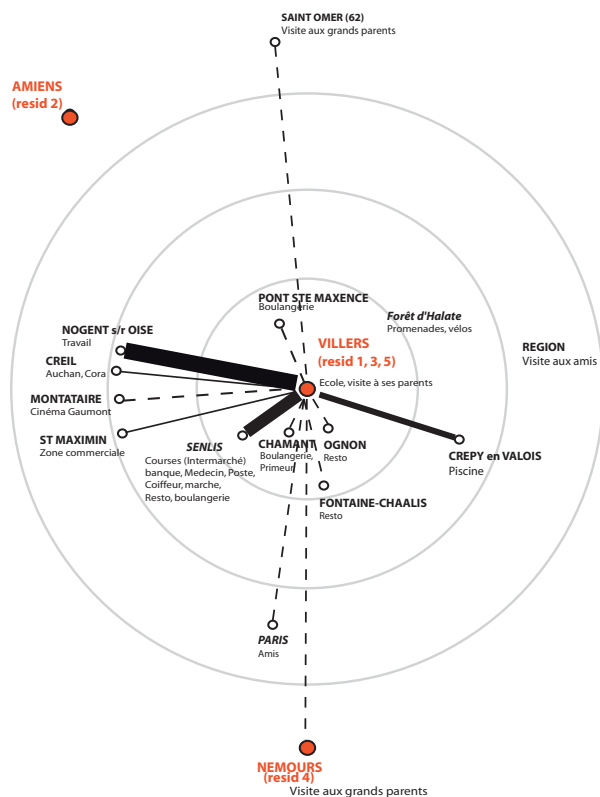 SAINT OMER (62)
Visite aux grands parents
AMIENS
(resid 2)
PONT STE MAXENCE
Boulangerie
Forêt d'Halate
Promenades, vélos
NOGENT s/r OISE
Travail
VILLERS
(resid 1, 3, 5)
Ecole, visite à ses parents
REGION
Visite aux amis
CREIL
Auchan, Cora
MONTATAIRE
Cinéma Gaumont
ST MAXIMIN
Zone commerciale
SENLIS
Courses (Intermarché)
banque, Medecin, Poste,
Coiffeur, marche,
Resto, boulangerie
CHAMANT
Boulangerie,
Primeur
OGNON
Resto
CREPY en VALOIS
Piscine
FONTAINE-CHAALIS
Resto
PARIS
Amis
NEMOURS
(resid 4)
Visite aux grands parents